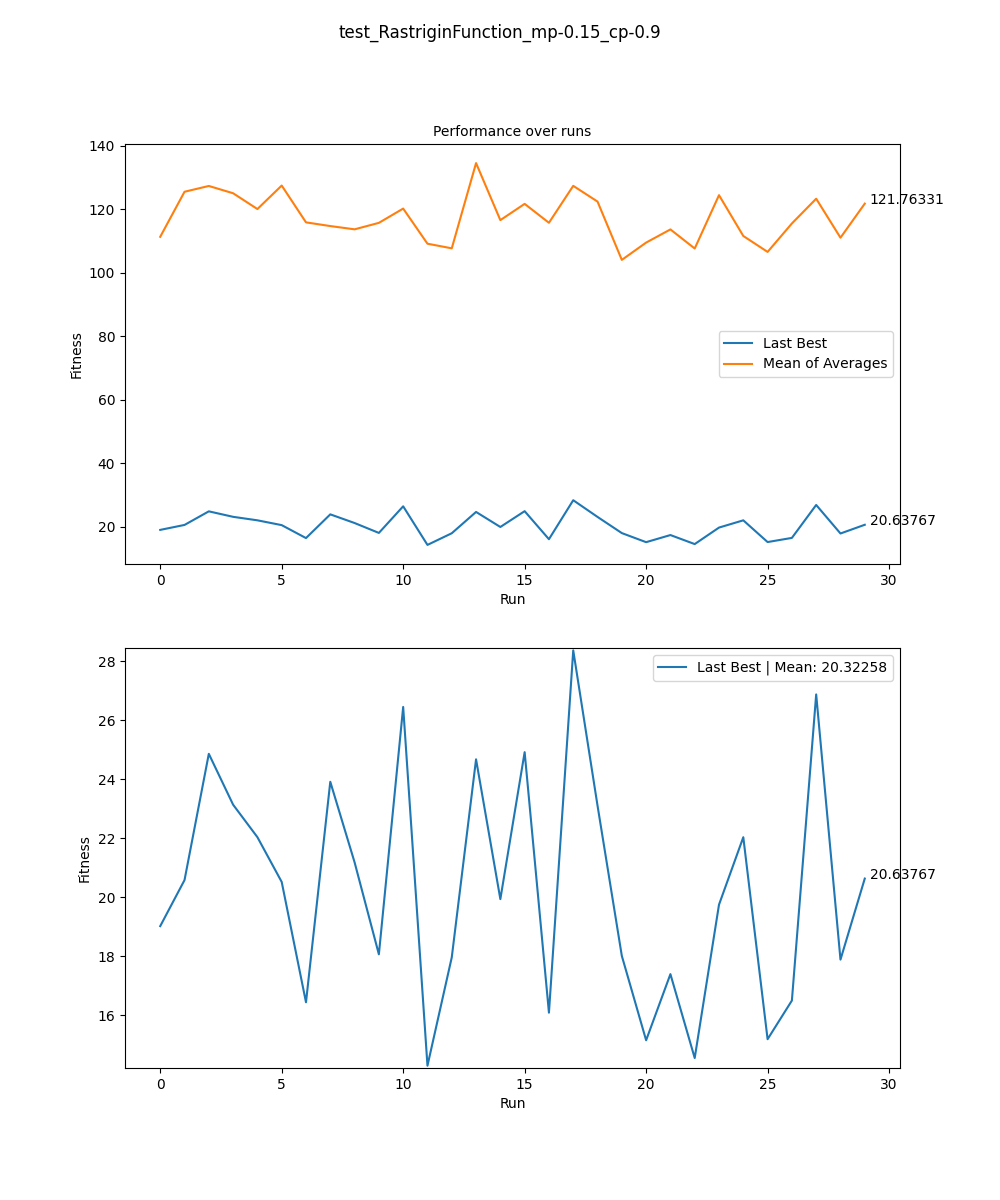 test_RastriginFunction_mp-0.15_cp-0.9
Performance over runs
140
120
100
80
60
40
20
Fitness
121.76331
Last Best
Mean of Averages
20.63767
0 5 10 15 20 25 30
Run
28
26
24
22
20
18
16
Fitness
Last Best | Mean: 20.32258
20.63767
0 5 10 15 20 25 30
Run